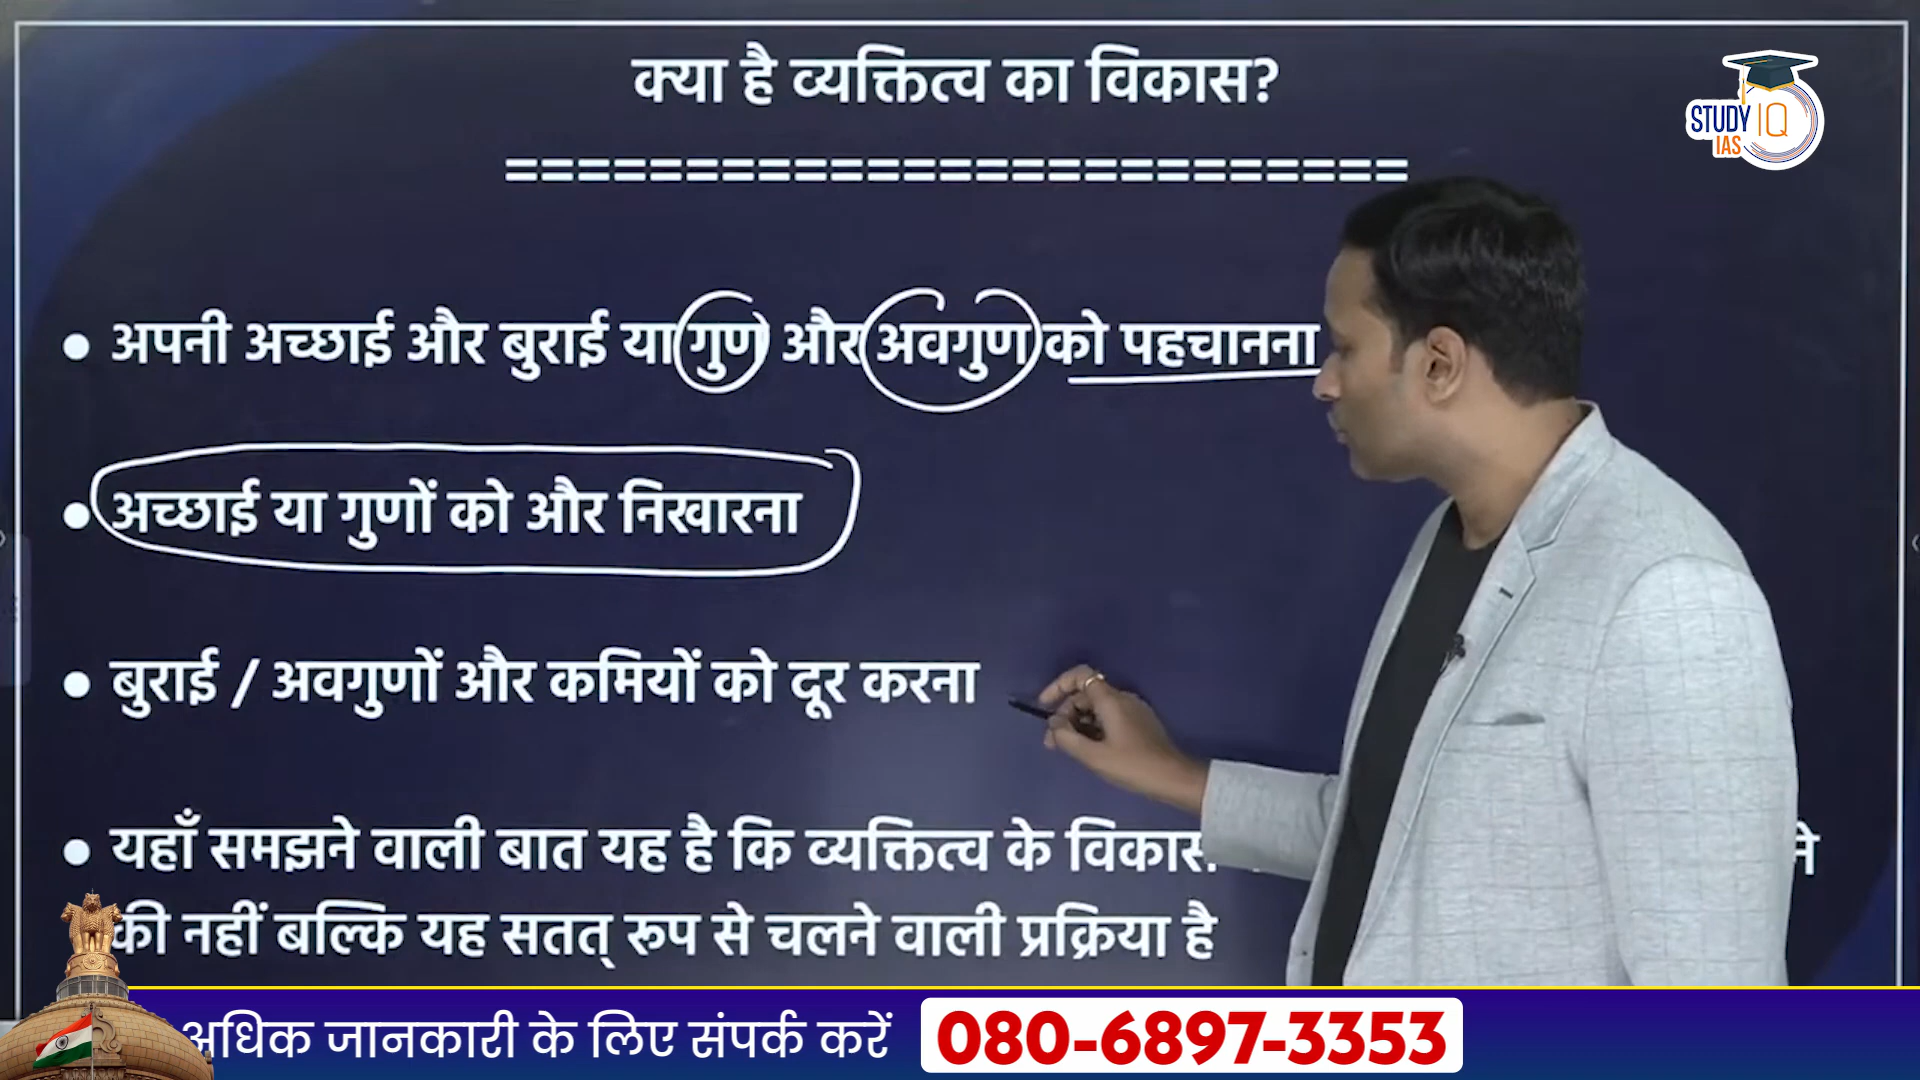 क्या है व्यक्तित्व का विकास?
=========================
STUDY IQ
IAS
• अपनी अच्छाई और बुराई या गुण और अवगुण को पहचानना
• अच्छाई या गुणों को और निखारना
• बुराई / अवगुणों और कमियों को दूर करना
• यहाँ समझने वाली बात यह है कि व्यक्तित्व के विकास
की नहीं बल्कि यह सतत् रूप से चलने वाली प्रक्रिया है
अधिक जानकारी के लिए संपर्क करें 080-6897-3353